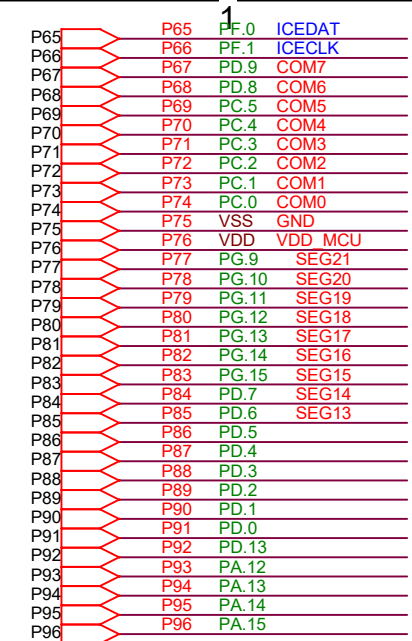 1
P65 P65 PF.0 ICEDAT
P66 P66 PF.1 ICECLK
P67 P67 PD.9 COM7
P68 P68 PD.8 COM6
P69 P69 PC.5 COM5
P70 P70 PC.4 COM4
P71 P71 PC.3 COM3
P72 P72 PC.2 COM2
P73 P73 PC.1 COM1
P74 P74 PC.0 COM0
P75 P75 VSS GND
P76 P76 VDD VDD_MCU
P77 P77 PG.9 SEG21
P78 P78 PG.10 SEG20
P79 P79 PG.11 SEG19
P80 P80 PG.12 SEG18
P81 P81 PG.13 SEG17
P82 P82 PG.14 SEG16
P83 P83 PG.15 SEG15
P84 P84 PD.7 SEG14
P85 P85 PD.6 SEG13
P86 P86 PD.5
P87 P87 PD.4
P88 P88 PD.3
P89 P89 PD.2
P90 P90 PD.1
P91 P91 PD.0
P92 P92 PD.13
P93 P93 PA.12
P94 P94 PA.13
P95 P95 PA.14
P96 P96 PA.15